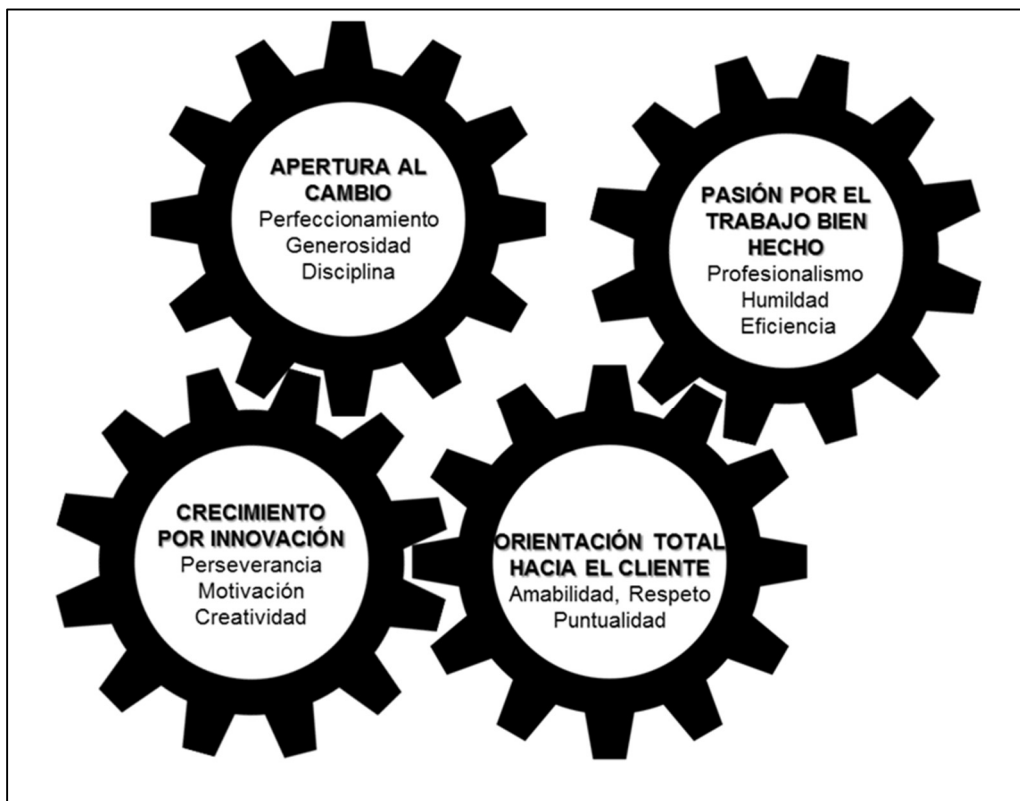 APERTURA AL
CAMBIO
Perfeccionamiento
Generosidad
Disciplina
PASIÓN POR EL
TRABAJO BIEN
HECHO
Profesionalismo
Humildad
Eficiencia
CRECIMIENTO
POR INNOVACIÓN
Perseverancia
Motivación
Creatividad
ORIENTACIÓN TOTAL
HACIA EL CLIENTE
Amabilidad, Respeto
Puntualidad